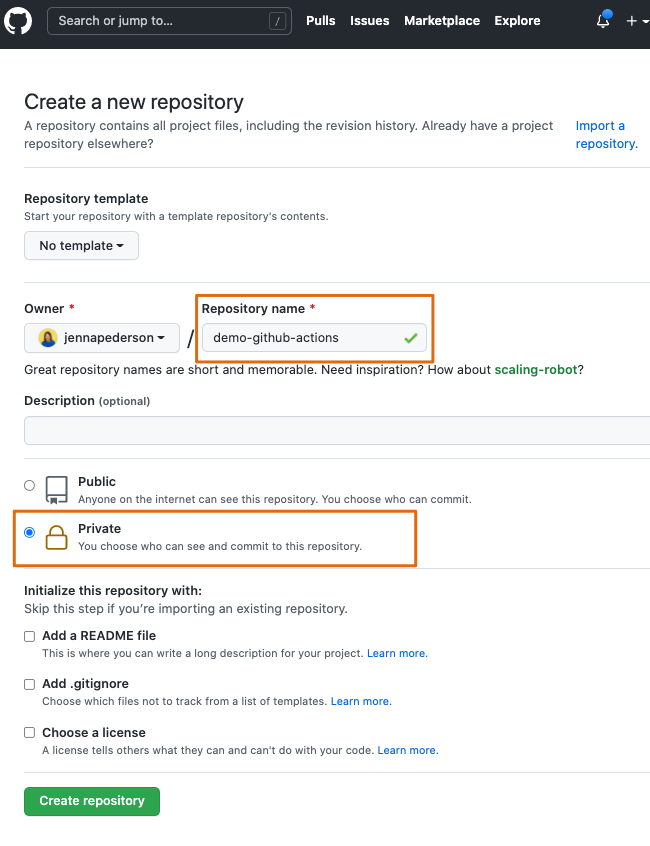 Search or jump to... / Pulls Issues Marketplace Explore
Create a new repository
A repository contains all project files, including the revision history. Already have a project
repository elsewhere?
Import a
repository.
Repository template
Start your repository with a template repository's contents.
No template
Owner * Repository name *
jennapederson / demo-github-actions
Great repository names are short and memorable. Need inspiration? How about scaling-robot?
Description (optional)
Public
Anyone on the internet can see this repository. You choose who can commit.
Private
You choose who can see and commit to this repository.
Initialize this repository with:
Skip this step if you're importing an existing repository.
Add a README file
This is where you can write a long description for your project. Learn more.
Add .gitignore
Choose which files not to track from a list of templates. Learn more.
Choose a license
A license tells others what they can and can't do with your code. Learn more.
Create repository